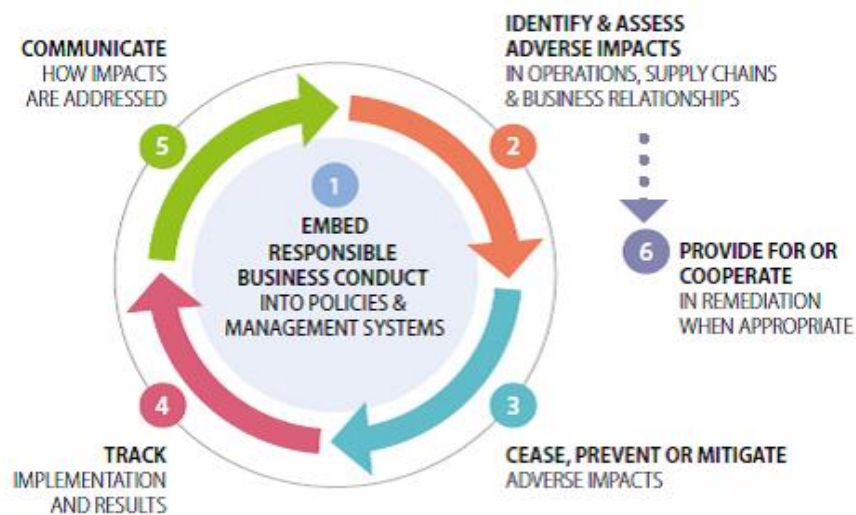 1
EMBED
RESPONSIBLE
BUSINESS CONDUCT
INTO POLICIES &
MANAGEMENT SYSTEMS
2
IDENTIFY & ASSESS
ADVERSE IMPACTS
IN OPERATIONS, SUPPLY CHAINS
& BUSINESS RELATIONSHIPS
3
CEASE, PREVENT OR MITIGATE
ADVERSE IMPACTS
4
TRACK
IMPLEMENTATION
AND RESULTS
5
COMMUNICATE
HOW IMPACTS
ARE ADDRESSED
6
PROVIDE FOR OR
COOPERATE
IN REMEDIATION
WHEN APPROPRIATE